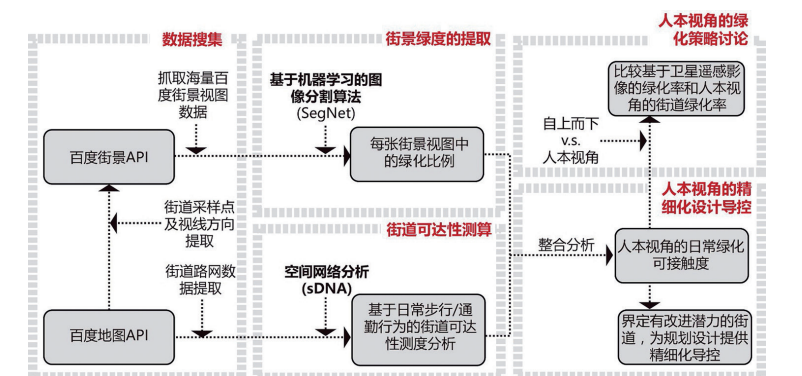 数据搜集
抓取海量百
度街景视图
数据
百度街景API
街道采样点
及视线方向
提取
街道路网数
据提取
百度地图API
街景绿度的提取
基于机器学习的图
像分割算法
(SegNet)
每张街景视图中
的绿化比例
街道可达性测算
空间网络分析
(sDNA)
基于日常步行/通
勤行为的街道可达
性测度分析
人本视角的绿
化策略讨论
比较基于卫星遥感影
像的绿化率和人本视
角的街道绿化率
自上而下
v.s.
人本视角
人本视角的精
细化设计导控
整合分析
人本视角的日常绿化
可接触度
界定有改进潜力的街
道，为规划设计提供
精细化导控